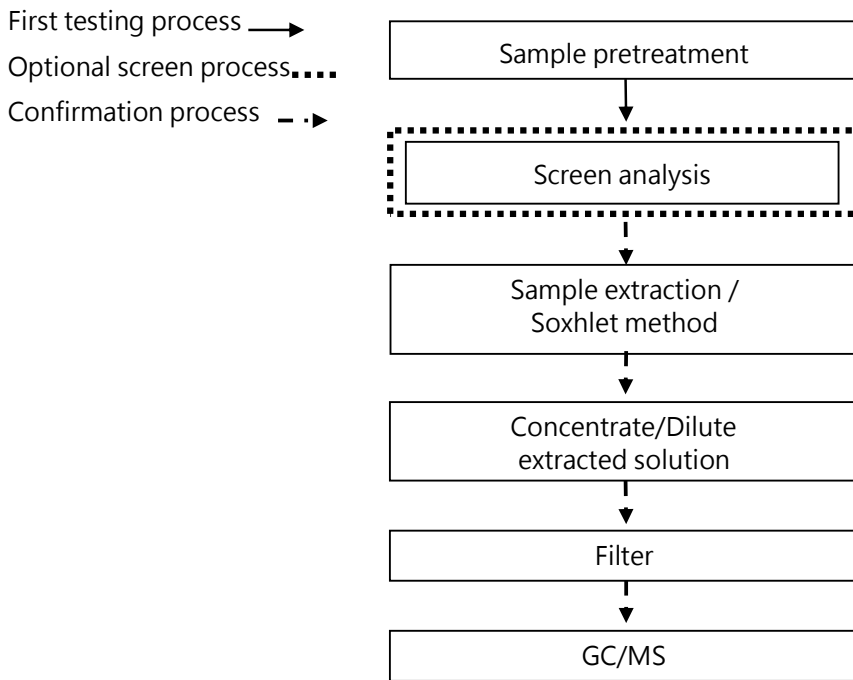 First testing process
Optional screen process
Confirmation process
Sample pretreatment
Screen analysis
Sample extraction /
Soxhlet method
Concentrate/Dilute
extracted solution
Filter
GC/MS